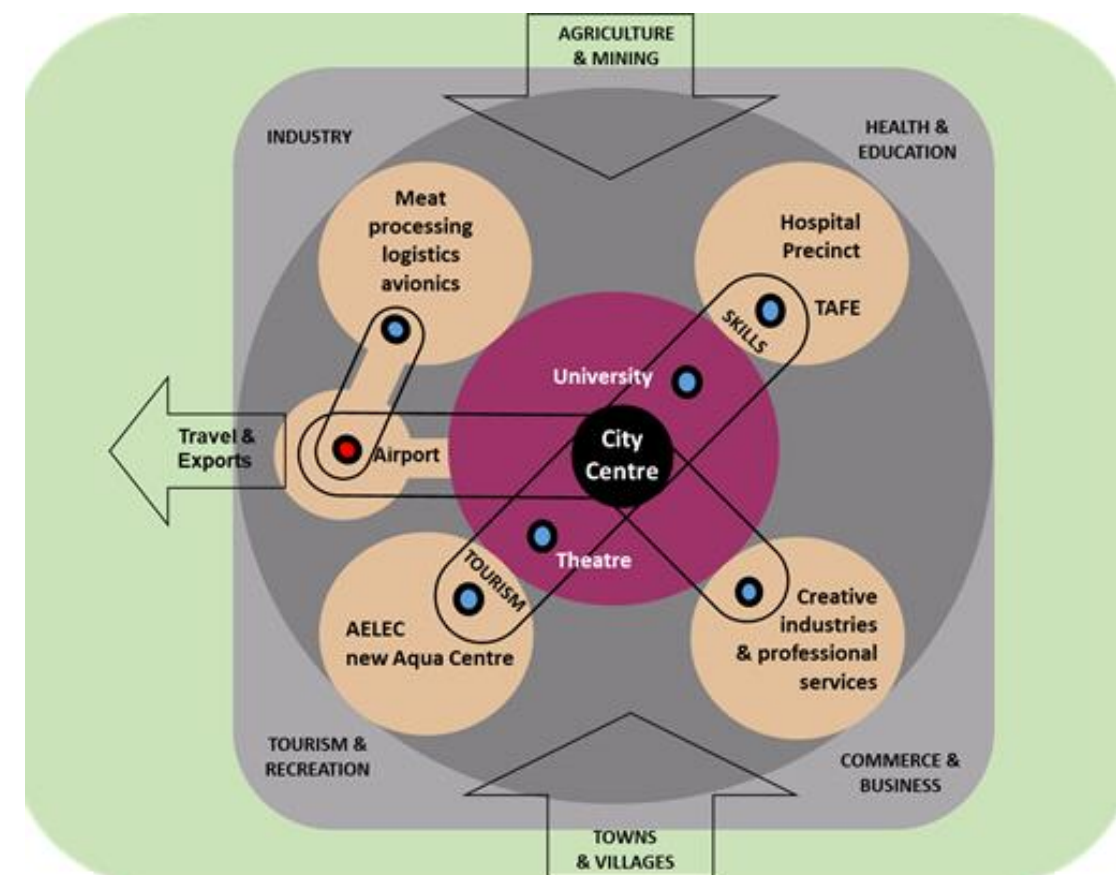 AGRICULTURE
& MINING
INDUSTRY
HEALTH &
EDUCATION
Meat
processing
logistics
avionics
Hospital
Precinct
TAFE
SKILLS
University
City
Centre
Travel &
Exports
Airport
Theatre
TOURISM
AELEC
new Aqua Centre
Creative
industries
& professional
services
TOURISM &
RECREATION
COMMERCE &
BUSINESS
TOWNS
& VILLAGES